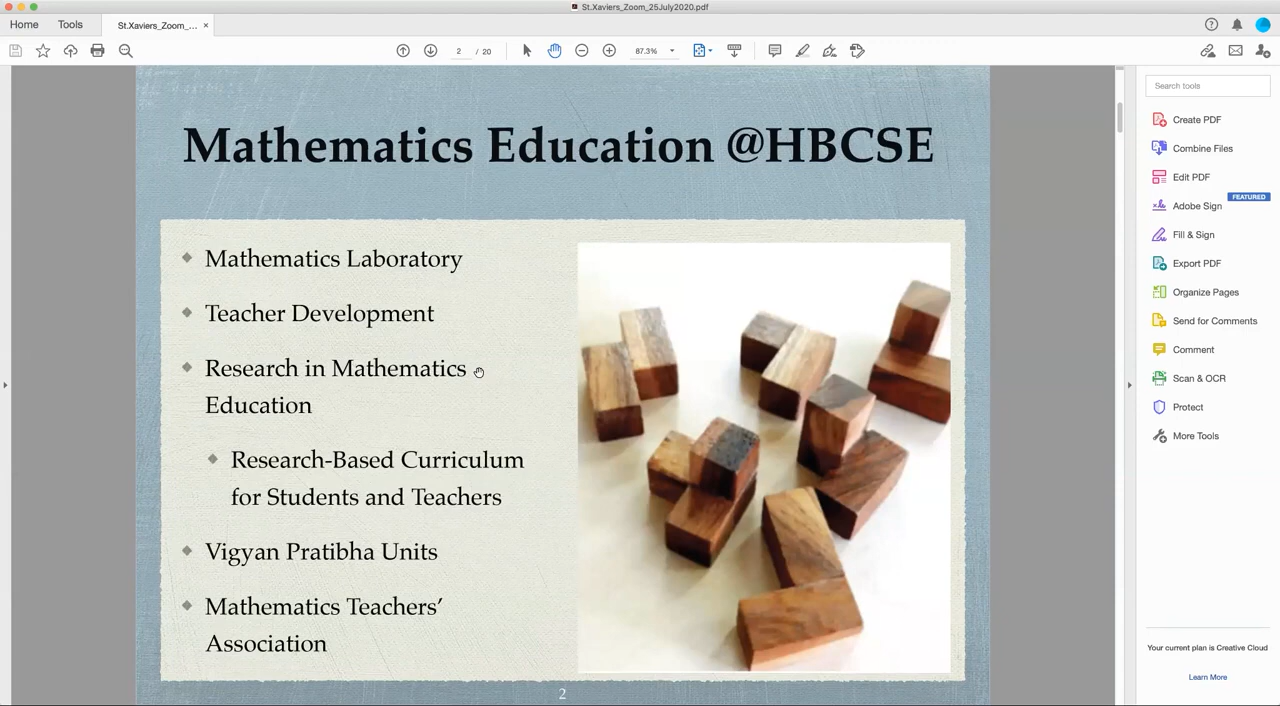 St.Xaviers_Zoom_25July2020.pdf
Home
Tools
St.Xaviers_Zoom_... ×
2 / 20
87.3%
Mathematics Education @HBCSE
Mathematics Laboratory
Teacher Development
Research in Mathematics
Education
Research-Based Curriculum
for Students and Teachers
Vigyan Pratibha Units
Mathematics Teachers’
Association
2
Search tools
Create PDF
Combine Files
Edit PDF
FEATURED
Adobe Sign
Fill & Sign
Export PDF
Organize Pages
Send for Comments
Comment
Scan & OCR
Protect
More Tools
Your current plan is Creative Cloud
Learn More